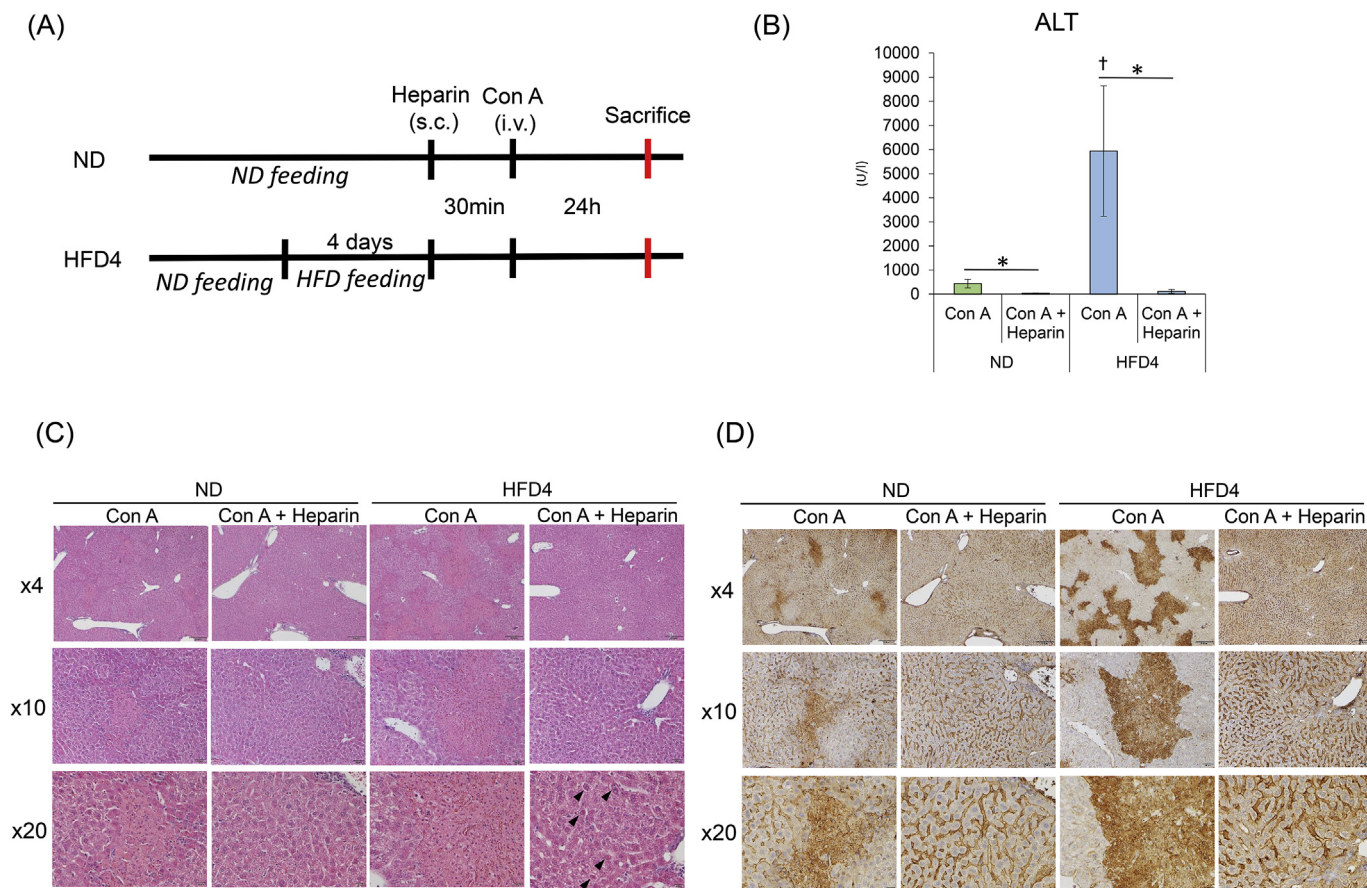 (A)
Heparin
(s.c.)
Con A
(i.v.)
Sacrifice
ND
ND feeding
30min
24h
HFD4
4 days
ND feeding
HFD feeding
(B)
ALT
10000
9000
8000
7000
6000
5000
4000
3000
2000
1000
0
(U/l)
†
*
*
Con A
Con A +
Heparin
Con A
Con A +
Heparin
ND
HFD4
(C)
ND
HFD4
Con A
Con A + Heparin
Con A
Con A + Heparin
x4
x10
x20
(D)
ND
HFD4
Con A
Con A + Heparin
Con A
Con A + Heparin
x4
x10
x20